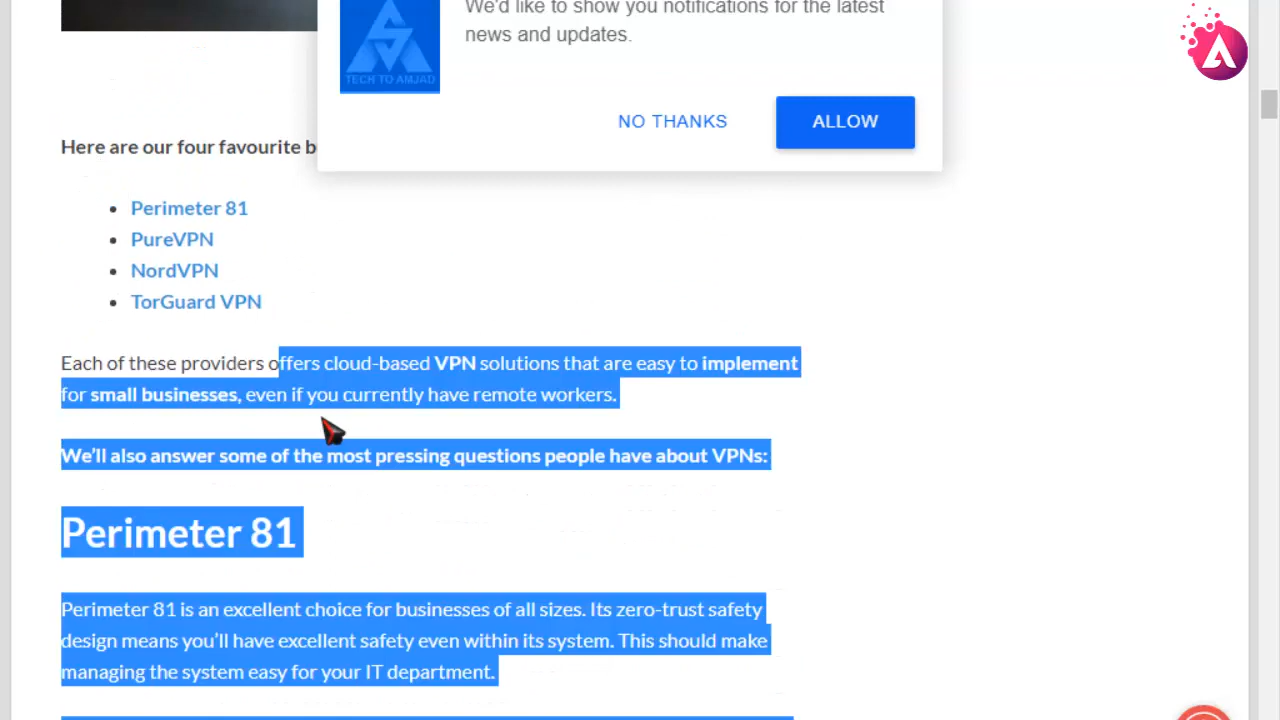 We'd like to show you notifications for the latest
news and updates.
TECH TO AMJAD
NO THANKS
ALLOW
Here are our four favourite b
Perimeter 81
PureVPN
NordVPN
TorGuard VPN
Each of these providers offers cloud-based VPN solutions that are easy to implement
for small businesses, even if you currently have remote workers.
We’ll also answer some of the most pressing questions people have about VPNs:
Perimeter 81
Perimeter 81 is an excellent choice for businesses of all sizes. Its zero-trust safety
design means you’ll have excellent safety even within its system. This should make
managing the system easy for your IT department.